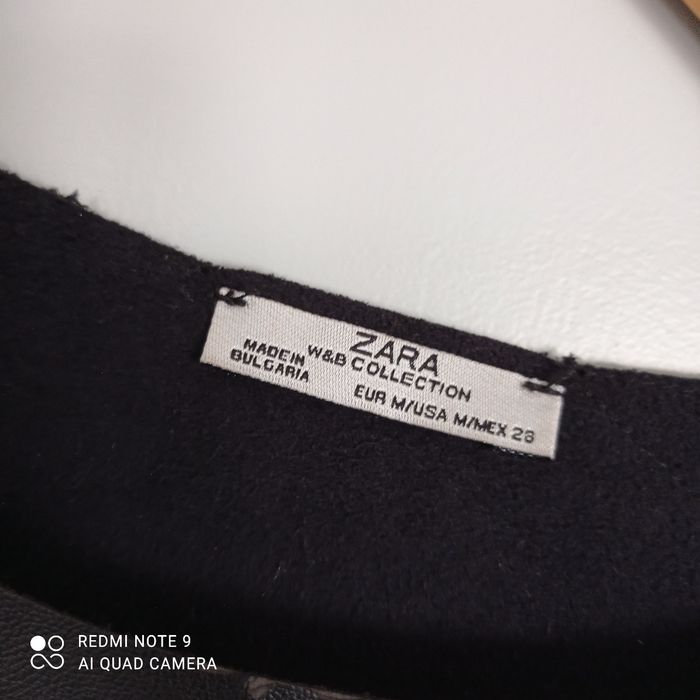 ZARA
W&B COLLECTION
MADE IN
BULGARIA
EUR M/USA M/MEX 28
REDMI NOTE 9
AI QUAD CAMERA